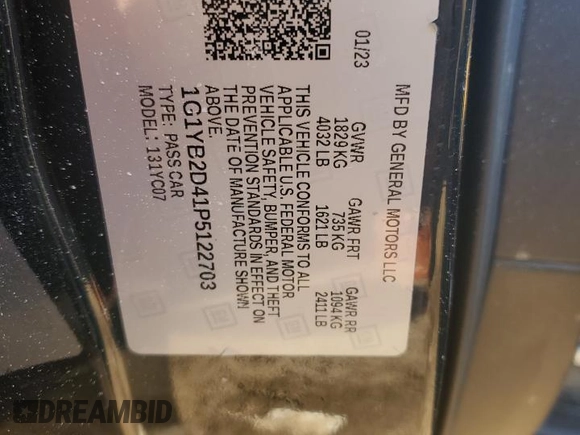 MFD BY GENERAL MOTORS LLC
01/23
GVWR GAWR FRT GAWR RR
1829 KG 735 KG 1094 KG
4032 LB 1621 LB 2411 LB
THIS VEHICLE CONFORMS TO ALL
APPLICABLE U.S. FEDERAL MOTOR
VEHICLE SAFETY, BUMPER, AND THEFT
PREVENTION STANDARDS IN EFFECT ON
THE DATE OF MANUFACTURE SHOWN
ABOVE.
1G1YB2D41P5122703
TYPE: PASS CAR
MODEL: 131YC07
DREAMBID